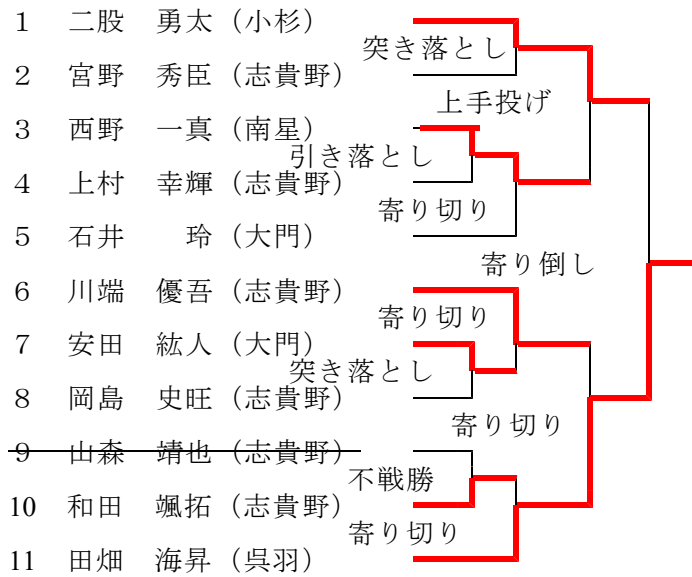 1 二股 勇太（小杉）
突き落とし
2 宮野 秀臣（志貴野）
上手投げ
3 西野 一真（南星）
引き落とし
4 上村 幸輝（志貴野）
寄り切り
5 石井 玲（大門）
寄り倒し
6 川端 優吾（志貴野）
寄り切り
7 安田 紘人（大門）
突き落とし
8 岡島 史旺（志貴野）
寄り切り
9 山森 靖也（志貴野）
不戦勝
10 和田 颯拓（志貴野）
寄り切り
11 田畑 海昇（呉羽）